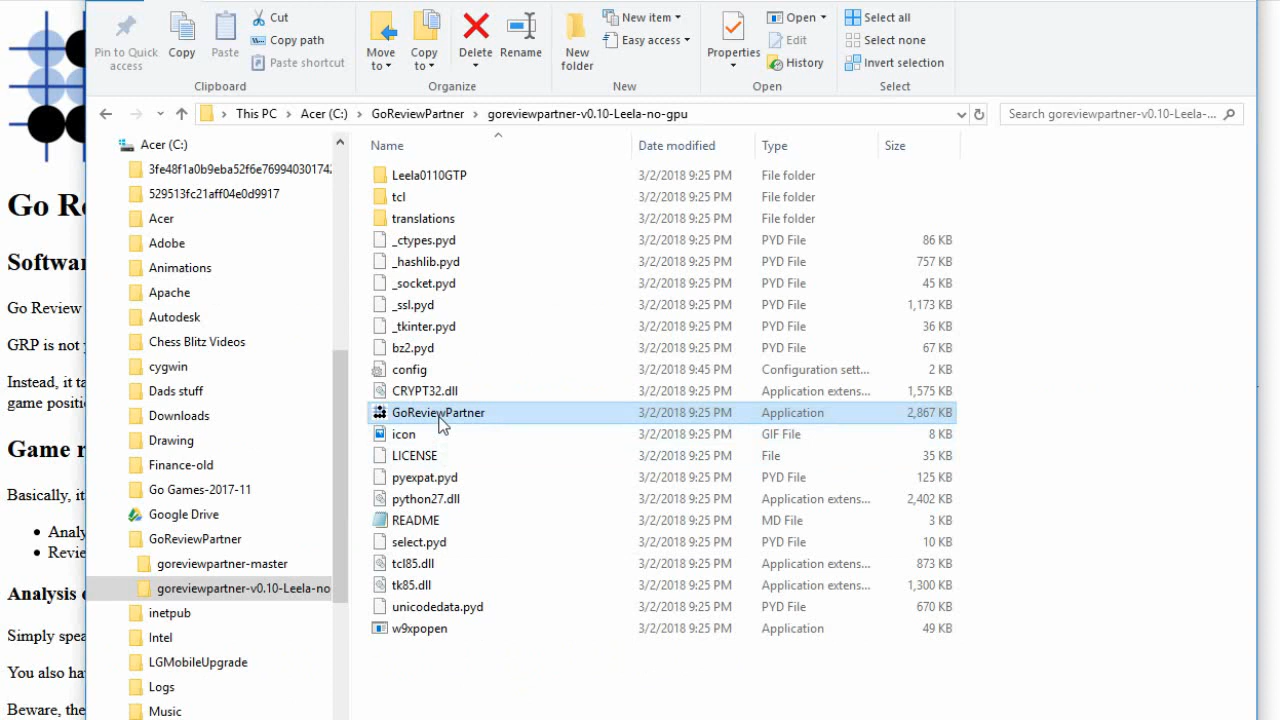 Pin to Quick access
Copy
Paste
Cut
Copy path
Paste shortcut
Clipboard
Move to
Copy to
Delete
Rename
Organize
New folder
New item
Easy access
New
Properties
Open
Edit
History
Open
Select all
Select none
Invert selection
Select
This PC > Acer (C:) > GoReviewPartner > goreviewpartner-v0.10-Leela-no-gpu
Search goreviewpartner-v0.10-Leela-...
Go R
Softwar
Go Review
GRP is not
Instead, it ta
game positi
Game r
Basically, it
Analy
Revie
Analysis
Simply spea
You also ha
Beware, the
Acer (C:)
3fe48f1a0b9eba52f6e76994030174
529513fc21aff04e0d9917
Acer
Adobe
Animations
Apache
Autodesk
Chess Blitz Videos
cygwin
Dads stuff
Downloads
Drawing
Finance-old
Go Games-2017-11
Google Drive
GoReviewPartner
goreviewpartner-master
goreviewpartner-v0.10-Leela-no
inetpub
Intel
LGMobileUpgrade
Logs
Music
Name Date modified Type Size
Leela0110GTP 3/2/2018 9:25 PM File folder
tcl 3/2/2018 9:25 PM File folder
translations 3/2/2018 9:25 PM File folder
_ctypes.pyd 3/2/2018 9:25 PM PYD File 86 KB
_hashlib.pyd 3/2/2018 9:25 PM PYD File 757 KB
_socket.pyd 3/2/2018 9:25 PM PYD File 45 KB
_ssl.pyd 3/2/2018 9:25 PM PYD File 1,173 KB
_tkinter.pyd 3/2/2018 9:25 PM PYD File 36 KB
bz2.pyd 3/2/2018 9:25 PM PYD File 67 KB
config 3/2/2018 9:45 PM Configuration sett... 2 KB
CRYPT32.dll 3/2/2018 9:25 PM Application extens... 1,575 KB
GoReviewPartner 3/2/2018 9:25 PM Application 2,867 KB
icon 3/2/2018 9:25 PM GIF File 8 KB
LICENSE 3/2/2018 9:25 PM File 35 KB
pyexpat.pyd 3/2/2018 9:25 PM PYD File 125 KB
python27.dll 3/2/2018 9:25 PM Application extens... 2,402 KB
README 3/2/2018 9:25 PM MD File 3 KB
select.pyd 3/2/2018 9:25 PM PYD File 10 KB
tcl85.dll 3/2/2018 9:25 PM Application extens... 873 KB
tk85.dll 3/2/2018 9:25 PM Application extens... 1,300 KB
unicodedata.pyd 3/2/2018 9:25 PM PYD File 670 KB
w9xpopen 3/2/2018 9:25 PM Application 49 KB